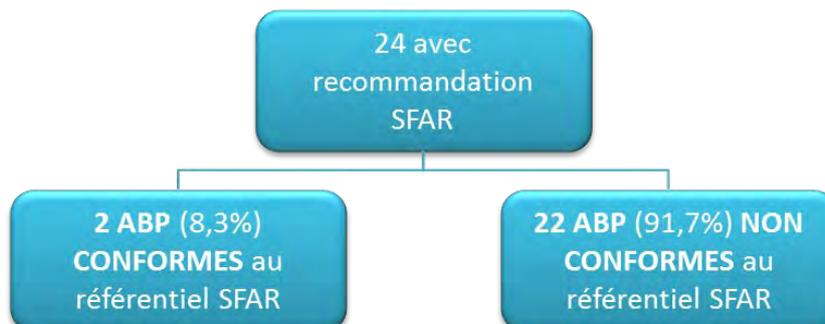 24 avec
recommandation
SFAR
2 ABP (8,3%)
CONFORMES au
référentiel SFAR
22 ABP (91,7%) NON
CONFORMES au
référentiel SFAR